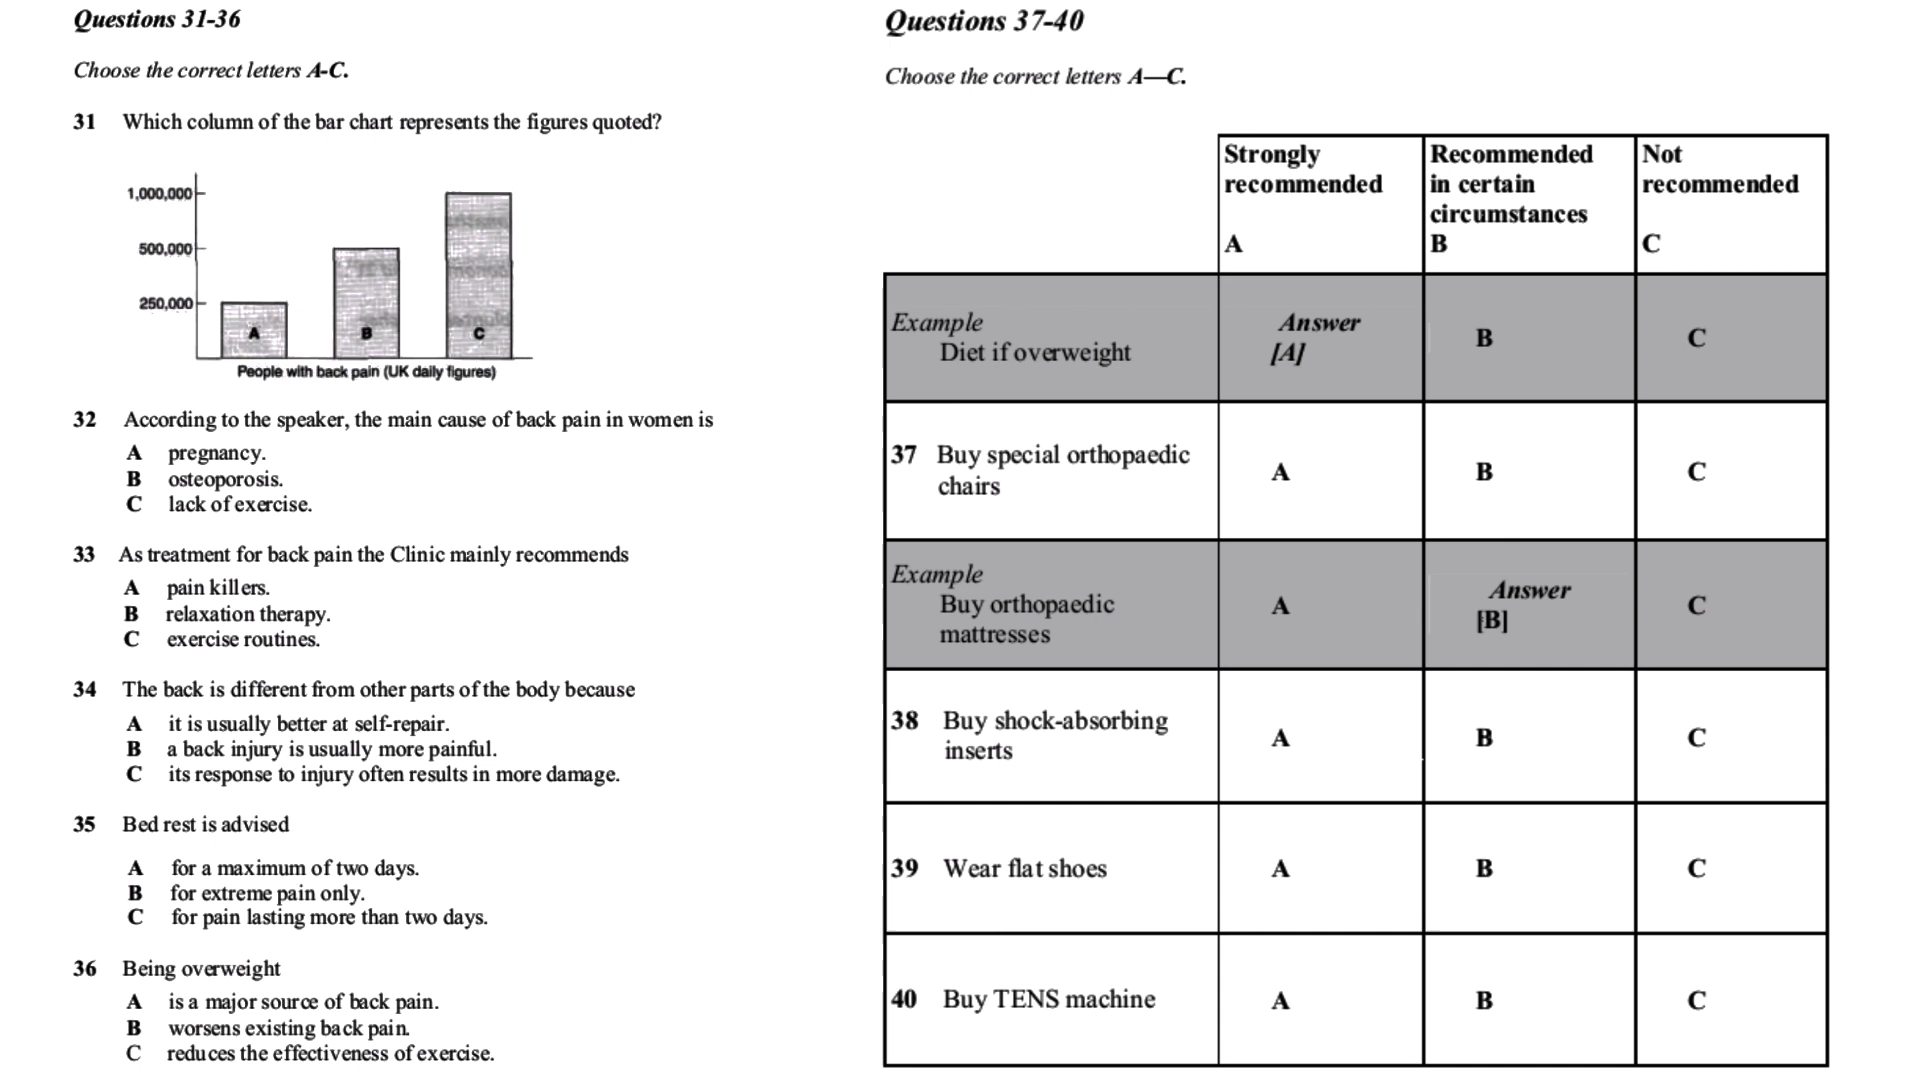 Questions 31-36
Choose the correct letters A-C.
31 Which column of the bar chart represents the figures quoted?
1,000,000
500,000
250,000
A
B
C
People with back pain (UK daily figures)
32 According to the speaker, the main cause of back pain in women is
A pregnancy.
B osteoporosis.
C lack of exercise.
33 As treatment for back pain the Clinic mainly recommends
A pain killers.
B relaxation therapy.
C exercise routines.
34 The back is different from other parts of the body because
A it is usually better at self-repair.
B a back injury is usually more painful.
C its response to injury often results in more damage.
35 Bed rest is advised
A for a maximum of two days.
B for extreme pain only.
C for pain lasting more than two days.
36 Being overweight
A is a major source of back pain.
B worsens existing back pain.
C reduces the effectiveness of exercise.
Questions 37-40
Choose the correct letters A—C.
Strongly
recommended
A
Recommended
in certain
circumstances
B
Not
recommended
C
Example
Diet if overweight
Answer
[A]
B
C
37 Buy special orthopaedic
chairs
A
B
C
Example
Buy orthopaedic
mattresses
A
Answer
[B]
C
38 Buy shock-absorbing
inserts
A
B
C
39 Wear flat shoes
A
B
C
40 Buy TENS machine
A
B
C